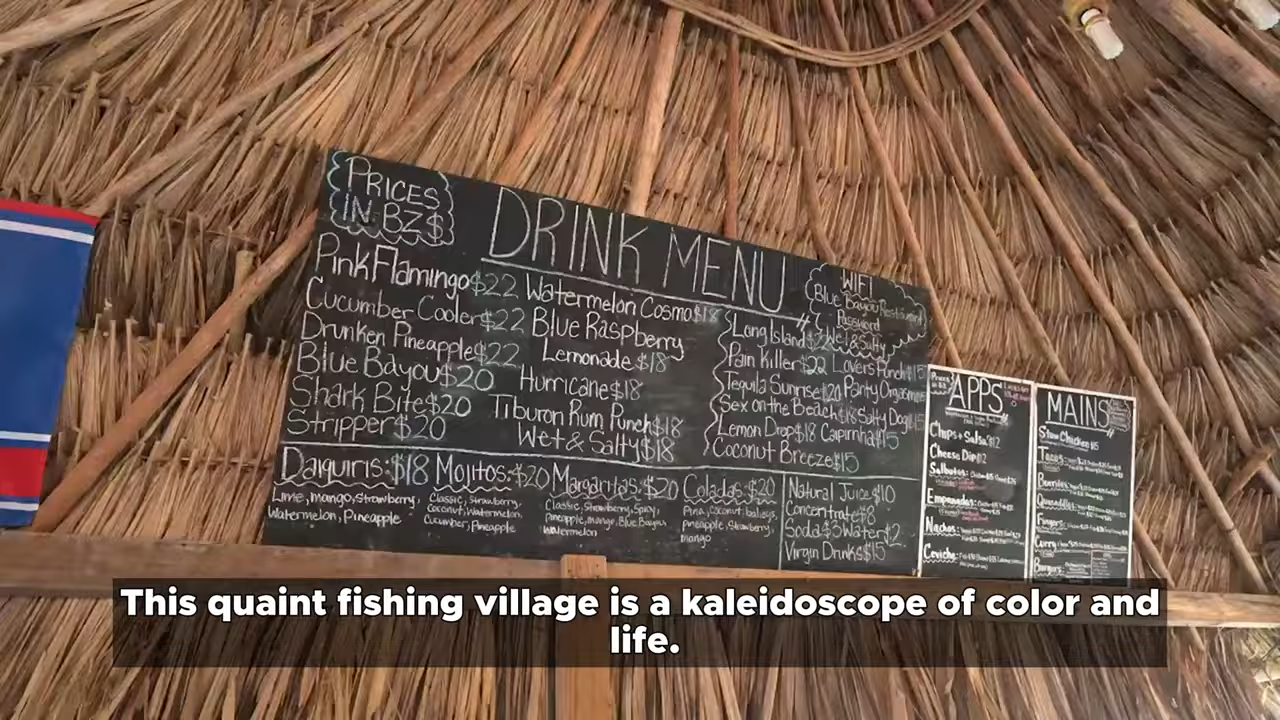 PRICES
IN BZ$
DRINK MENU
Pink Flamingo $22
Cucumber Cooler $22
Drunken Pineapple $22
Blue Bayou $20
Shark Bite $20
Stripper $20
Watermelon Cosmo $18
Blue Raspberry
Lemonade $18
Hurricane $18
Tiburon Rum Punch $18
Wet & Salty $18
WIFI
Blue Bayou Restaurant
Password
Wet & Salty
Long Island $22
Pain Killer $22 Lovers Punch $15
Tequila Sunrise $20 Panty Orgasm
Sex on the Beach $18 Salty Dog $15
Lemon Drop $18 Caipirinha $15
Coconut Breeze $15
Daiquiris: $18
Lime, mango, Strawberry,
Watermelon, Pineapple
Mojitos: $20
Classic, Strawberry,
Coconut, Watermelon,
Cucumber, Pineapple
Margaritas: $20
Classic, Strawberry, Spicy,
Pineapple, mango, Blue Bayou
Watermelon
Coladas: $20
Pina, Coconut, baileys,
pineapple, Strawberry,
mango
Natural Juice $10
Concentrate $8
Soda $3 Water $2
Virgin Drinks $15
APPS
Chips + Salsa $12
Cheese Dip $12
Salbutes:
Empanadas:
Nachos:
Ceviche:
MAINS
Stew Chicken $15
Tacos:
Burritos:
Quesadillas:
Fingers:
Curry:
Burgers:
This quaint fishing village is a kaleidoscope of color and
life.